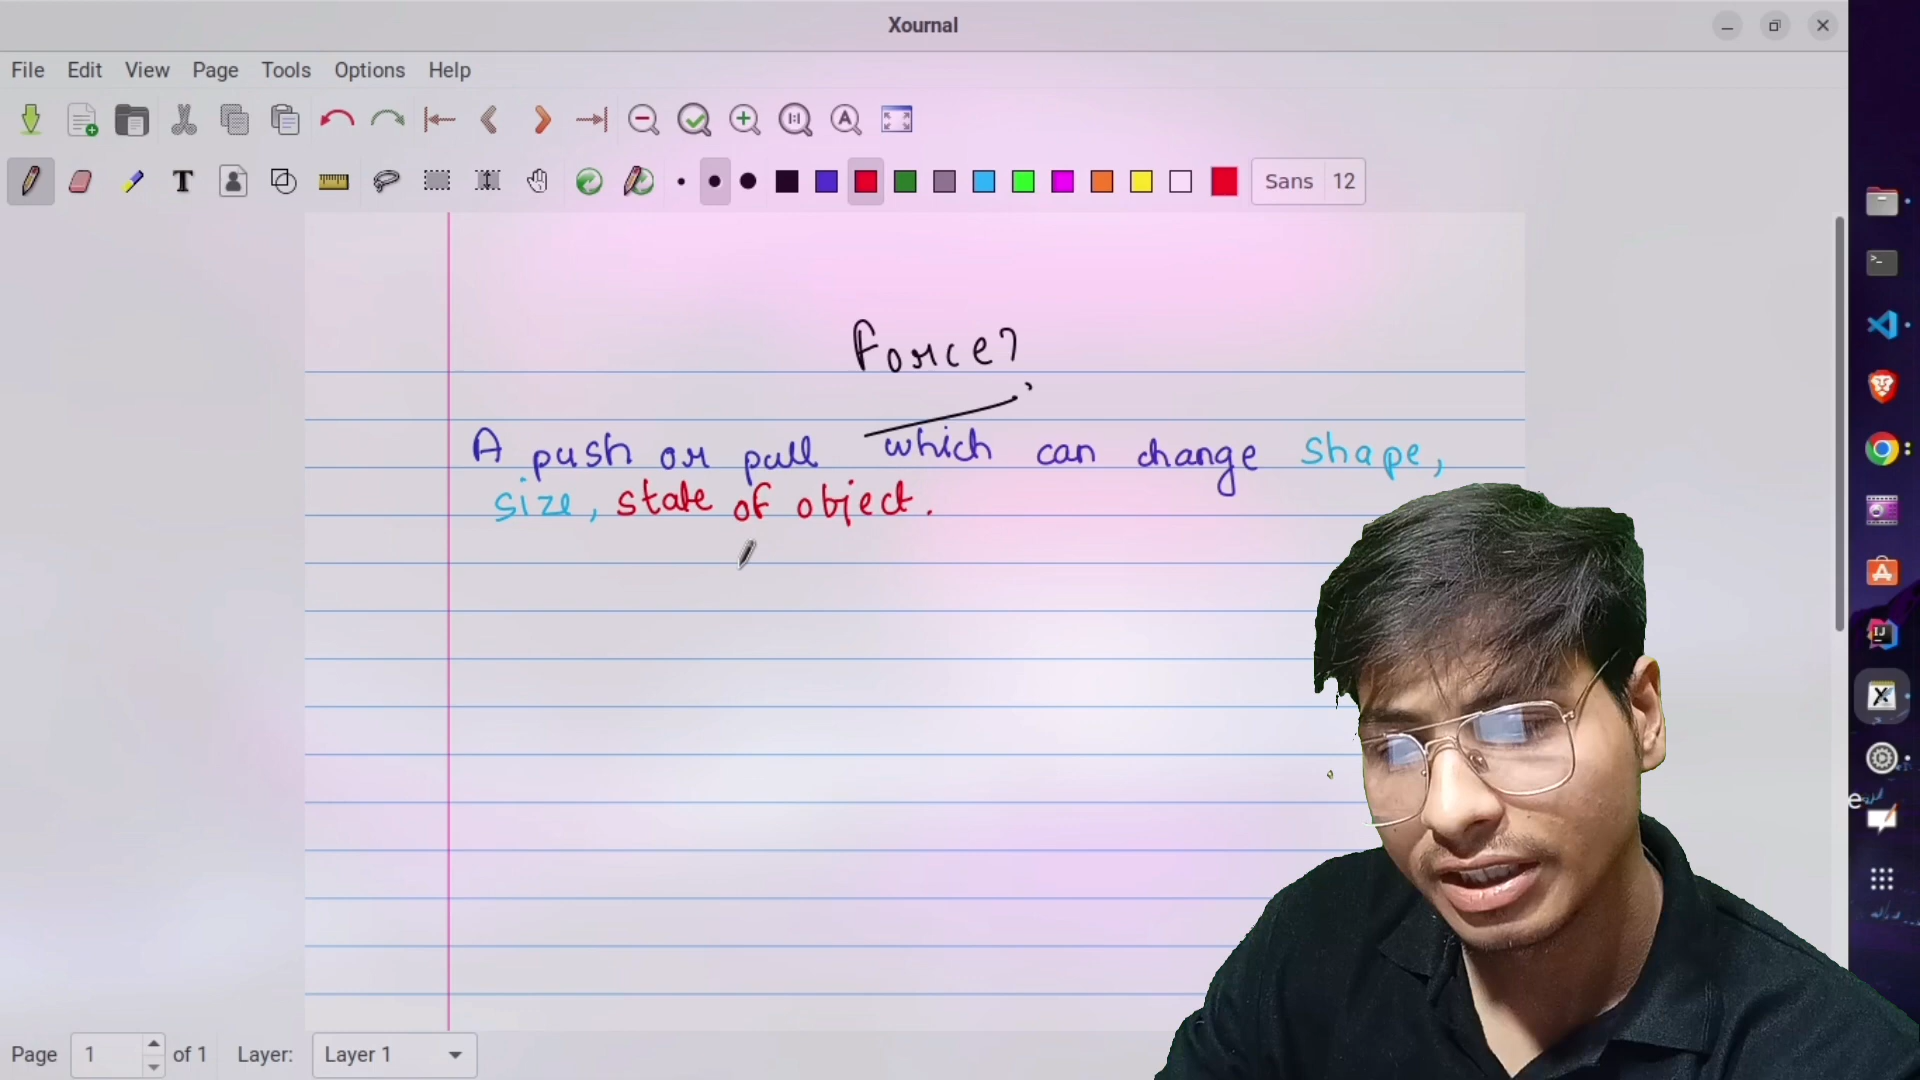 Xournal
File Edit View Page Tools Options Help
Sans 12
Force?
A push or pull which can change shape,
size, state of object.
Page 1 of 1 Layer: Layer 1